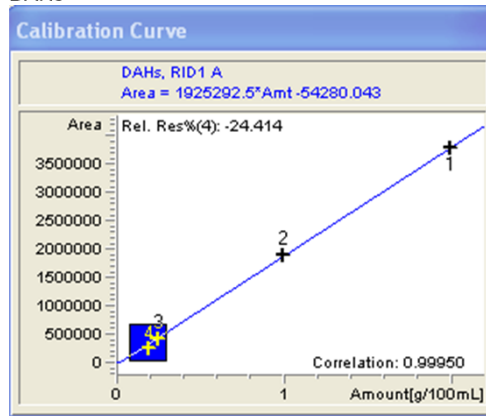 Calibration Curve
DAHs, RID1 A
Area = 1925292.5*Amt -54280.043
Area
Rel. Res%(4): -24.414
3500000
3000000
2500000
2000000
1500000
1000000
500000
0
1
2
3
4
Correlation: 0.99950
0
1
Amount[g/100mL]